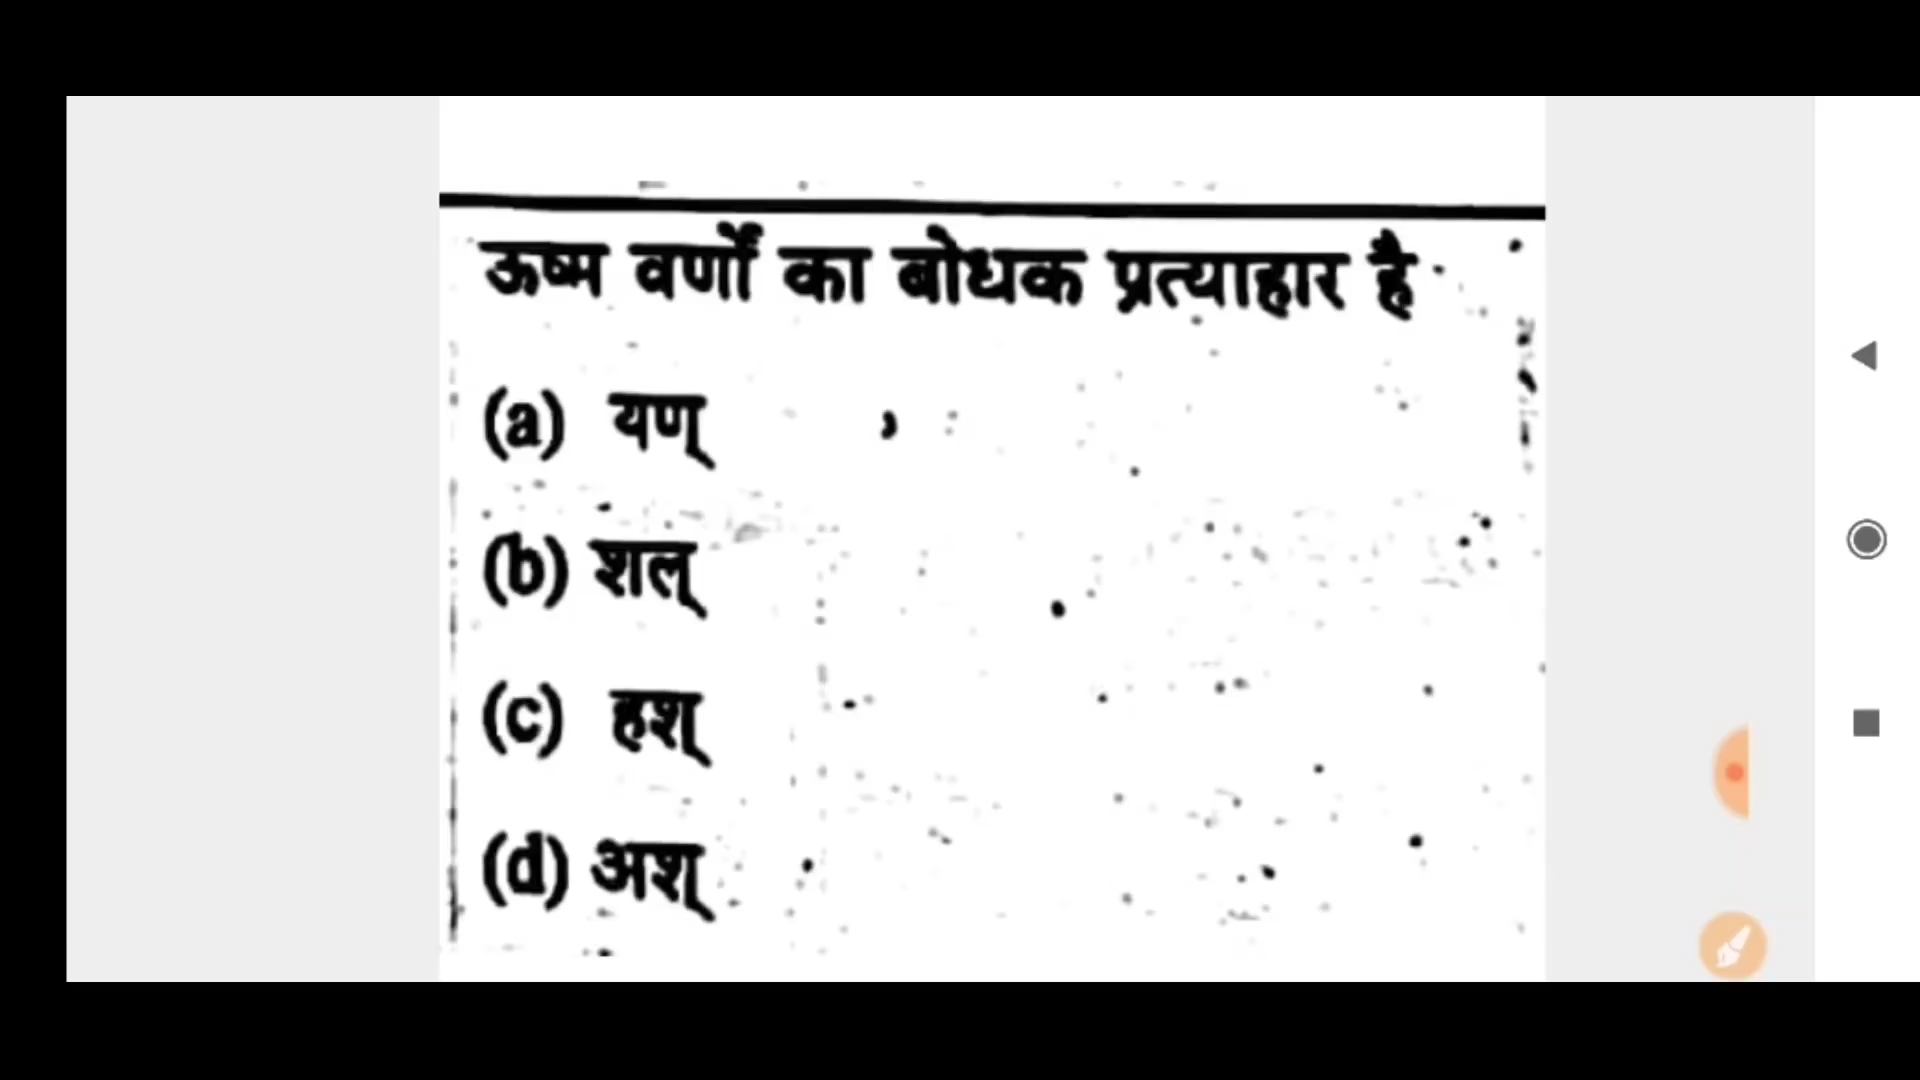 ऊष्म वर्णों का बोधक प्रत्याहार है
(a) यण्
(b) शल्
(c) हश्
(d) अश्